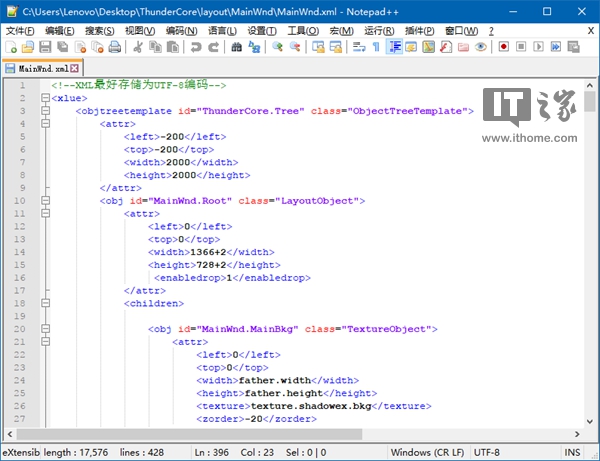 C:\Users\Lenovo\Desktop\ThunderCore\layout\MainWnd\MainWnd.xml - Notepad++
文件(F) 编辑(E) 搜索(S) 视图(V) 编码(N) 语言(L) 设置(T) 工具(O) 宏(M) 运行(R) 插件(P) 窗口(W) ? X
MainWnd.xml
1 <!--XML最好存储为UTF-8编码-->
2 <xlue>
3 <objtreetemplate id="ThunderCore.Tree" class="ObjectTreeTemplate">
4 <attr>
5 <left>-200</left>
6 <top>-200</top>
7 <width>2000</width>
8 <height>2000</height>
9 </attr>
10 <obj id="MainWnd.Root" class="LayoutObject">
11 <attr>
12 <left>0</left>
13 <top>0</top>
14 <width>1366+2</width>
15 <height>728+2</height>
16 <enabledrop>1</enabledrop>
17 </attr>
18 <children>
19
20 <obj id="MainWnd.MainBkg" class="TextureObject">
21 <attr>
22 <left>0</left>
23 <top>0</top>
24 <width>father.width</width>
25 <height>father.height</height>
26 <texture>texture.shadowex.bkg</texture>
27 <zorder>-20</zorder>
IT之家
www.ithome.com
eXtensib length : 17,576 lines : 428 Ln : 396 Col : 23 Sel : 0 | 0 Windows (CR LF) UTF-8 INS